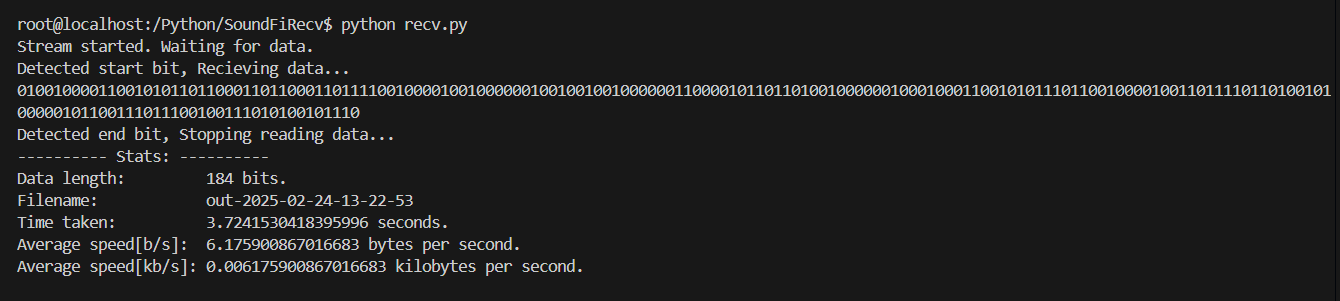 root@localhost:/Python/SoundFiRecv$ python recv.py
Stream started. Waiting for data.
Detected start bit, Recieving data...
01001000011001010110110001101100011011110010000100100000010010010010000001100001011011010010000001000100011001010111011001000010011011110110100101
00000101100111011100100111010100101110
Detected end bit, Stopping reading data...
---------- Stats: ----------
Data length: 184 bits.
Filename: out-2025-02-24-13-22-53
Time taken: 3.7241530418395996 seconds.
Average speed[b/s]: 6.175900867016683 bytes per second.
Average speed[kb/s]: 0.006175900867016683 kilobytes per second.